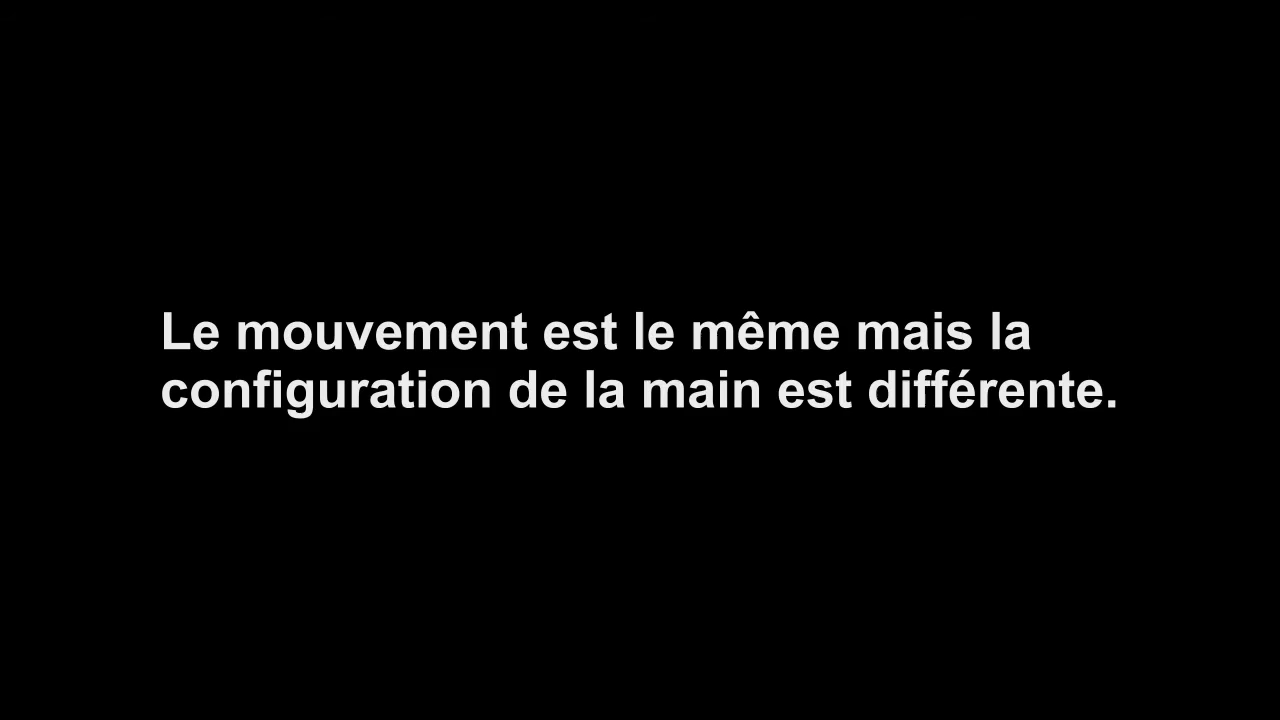 Le mouvement est le même mais la
configuration de la main est différente.